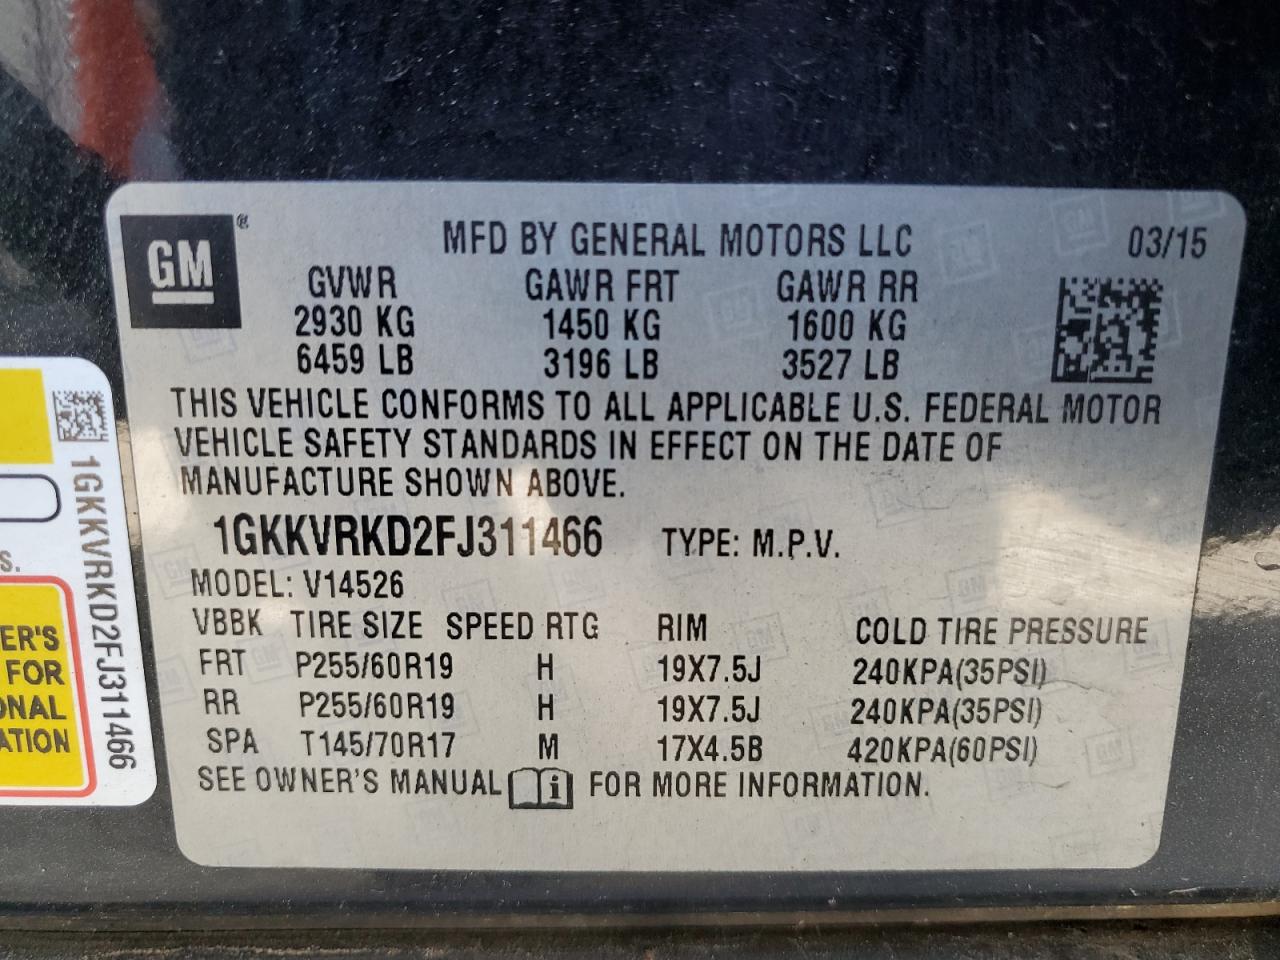 GM ®
MFD BY GENERAL MOTORS LLC 03/15
GVWR GAWR FRT GAWR RR
2930 KG 1450 KG 1600 KG
6459 LB 3196 LB 3527 LB
THIS VEHICLE CONFORMS TO ALL APPLICABLE U.S. FEDERAL MOTOR
VEHICLE SAFETY STANDARDS IN EFFECT ON THE DATE OF
MANUFACTURE SHOWN ABOVE.
1GKKVRKD2FJ311466 TYPE: M.P.V.
MODEL: V14526
VBBK TIRE SIZE SPEED RTG RIM COLD TIRE PRESSURE
FRT P255/60R19 H 19X7.5J 240KPA(35PSI)
RR P255/60R19 H 19X7.5J 240KPA(35PSI)
SPA T145/70R17 M 17X4.5B 420KPA(60PSI)
SEE OWNER'S MANUAL i FOR MORE INFORMATION.
1GKKVRKD2FJ311466
S.
ER'S
FOR
ONAL
ATION